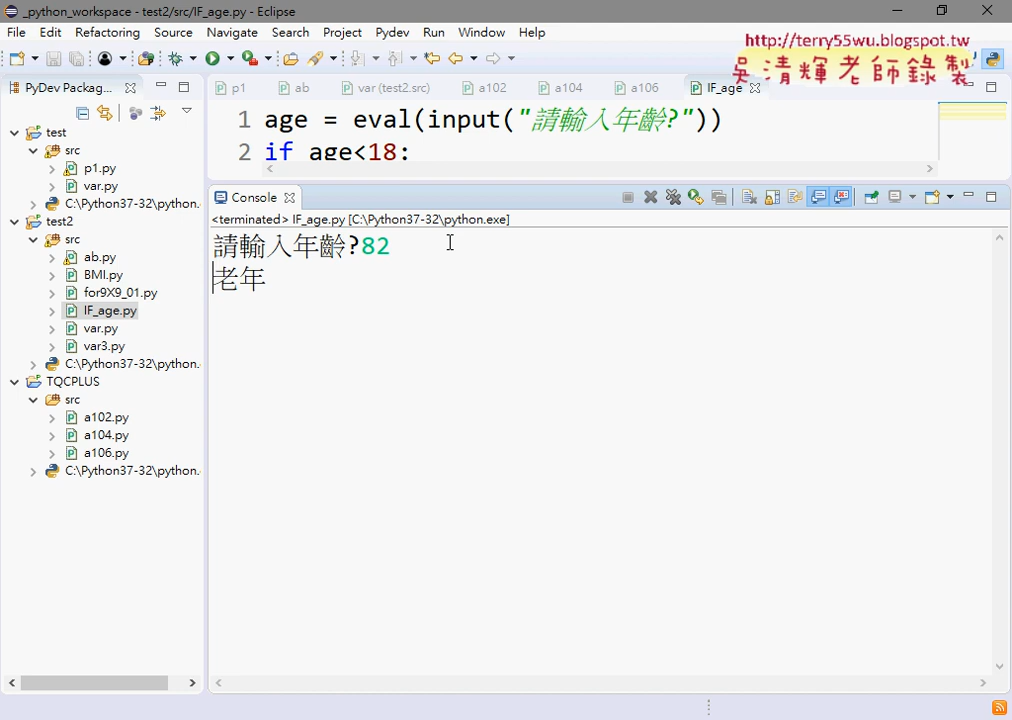 _python_workspace - test2/src/IF_age.py - Eclipse
File Edit Refactoring Source Navigate Search Project Pydev Run Window Help
http://terry55wu.blogspot.tw
吳清輝老師錄製
PyDev Packag...
p1 ab var (test2.src) a102 a104 a106 IF_age
1 age = eval(input("請輸入年齡?"))
2 if age<18:
test
src
p1.py
var.py
C:\Python37-32\python.
test2
src
ab.py
BMI.py
for9X9_01.py
IF_age.py
var.py
var3.py
C:\Python37-32\python.
TQCPLUS
src
a102.py
a104.py
a106.py
C:\Python37-32\python.
Console
<terminated> IF_age.py [C:\Python37-32\python.exe]
請輸入年齡?82
老年